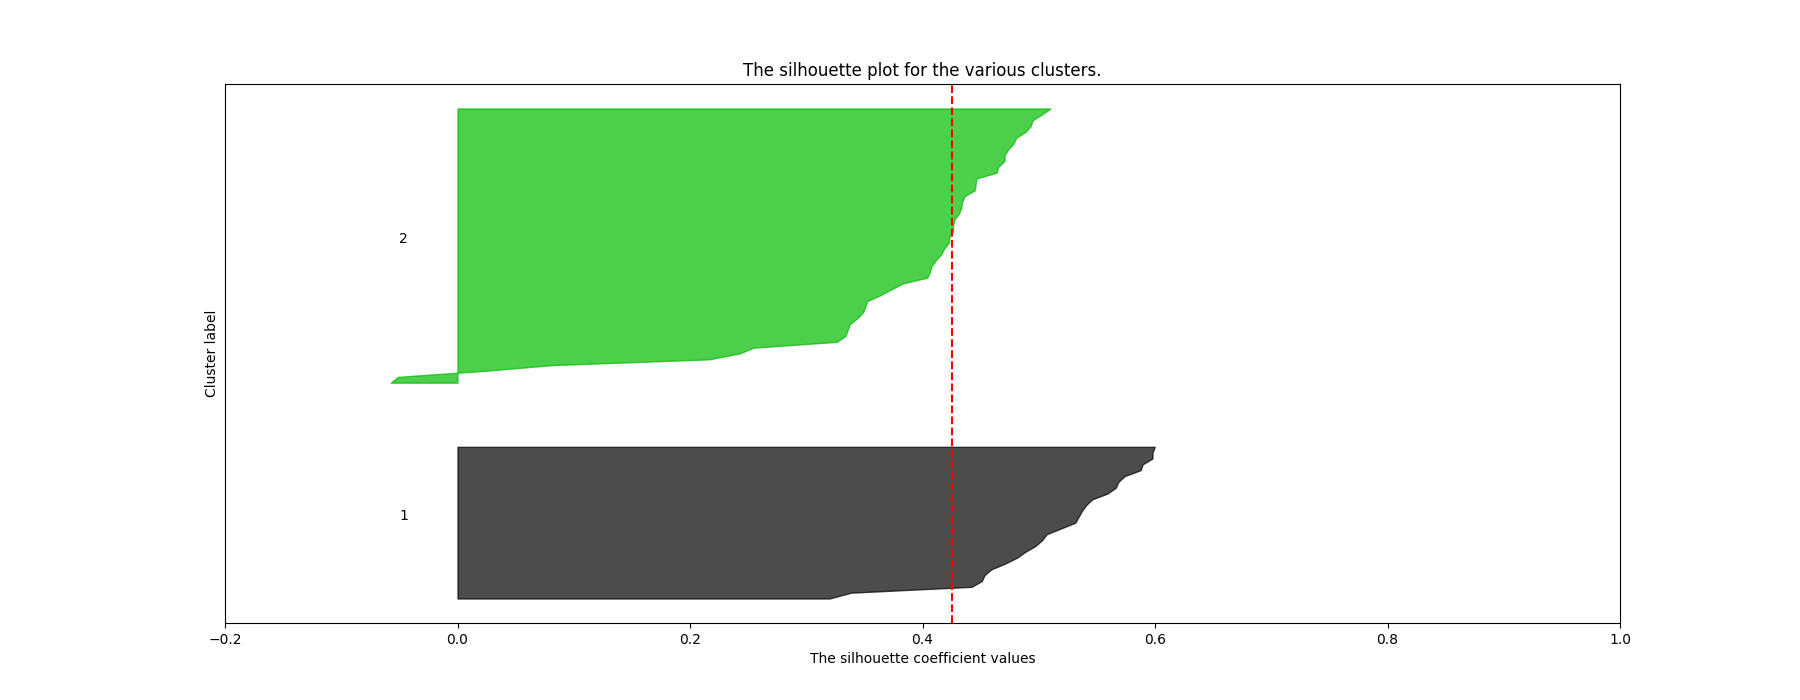 The silhouette plot for the various clusters.
2
Cluster label
1
−0.2 0.0 0.2 0.4 0.6 0.8 1.0
The silhouette coefficient values